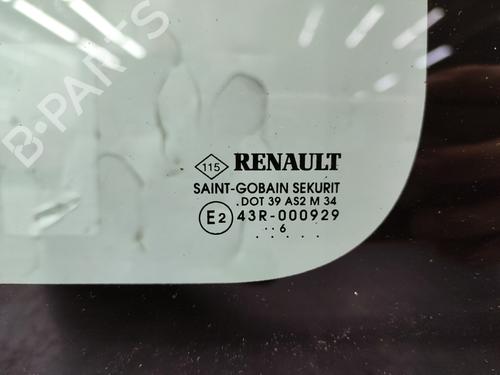 B-PARTS
115 RENAULT
SAINT-GOBAIN SEKURIT
.DOT 39 AS2 M 34
E2 43R-000929
..6
.....